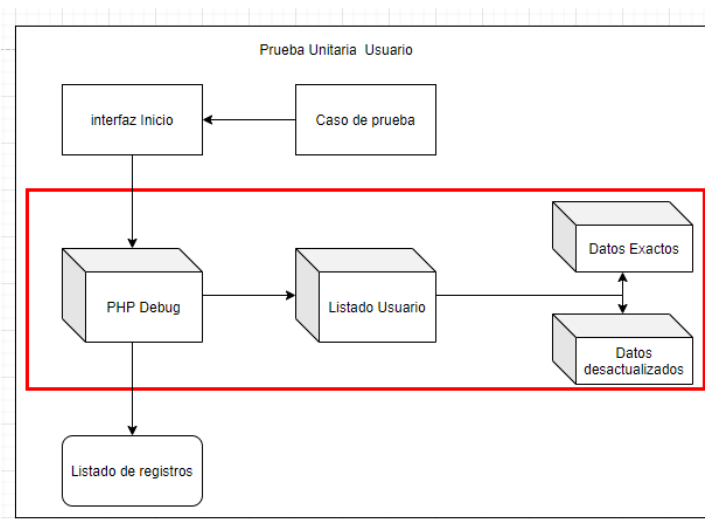 Prueba Unitaria Usuario
interfaz Inicio
Caso de prueba
Datos Exactos
PHP Debug
Listado Usuario
Datos
desactualizados
Listado de registros